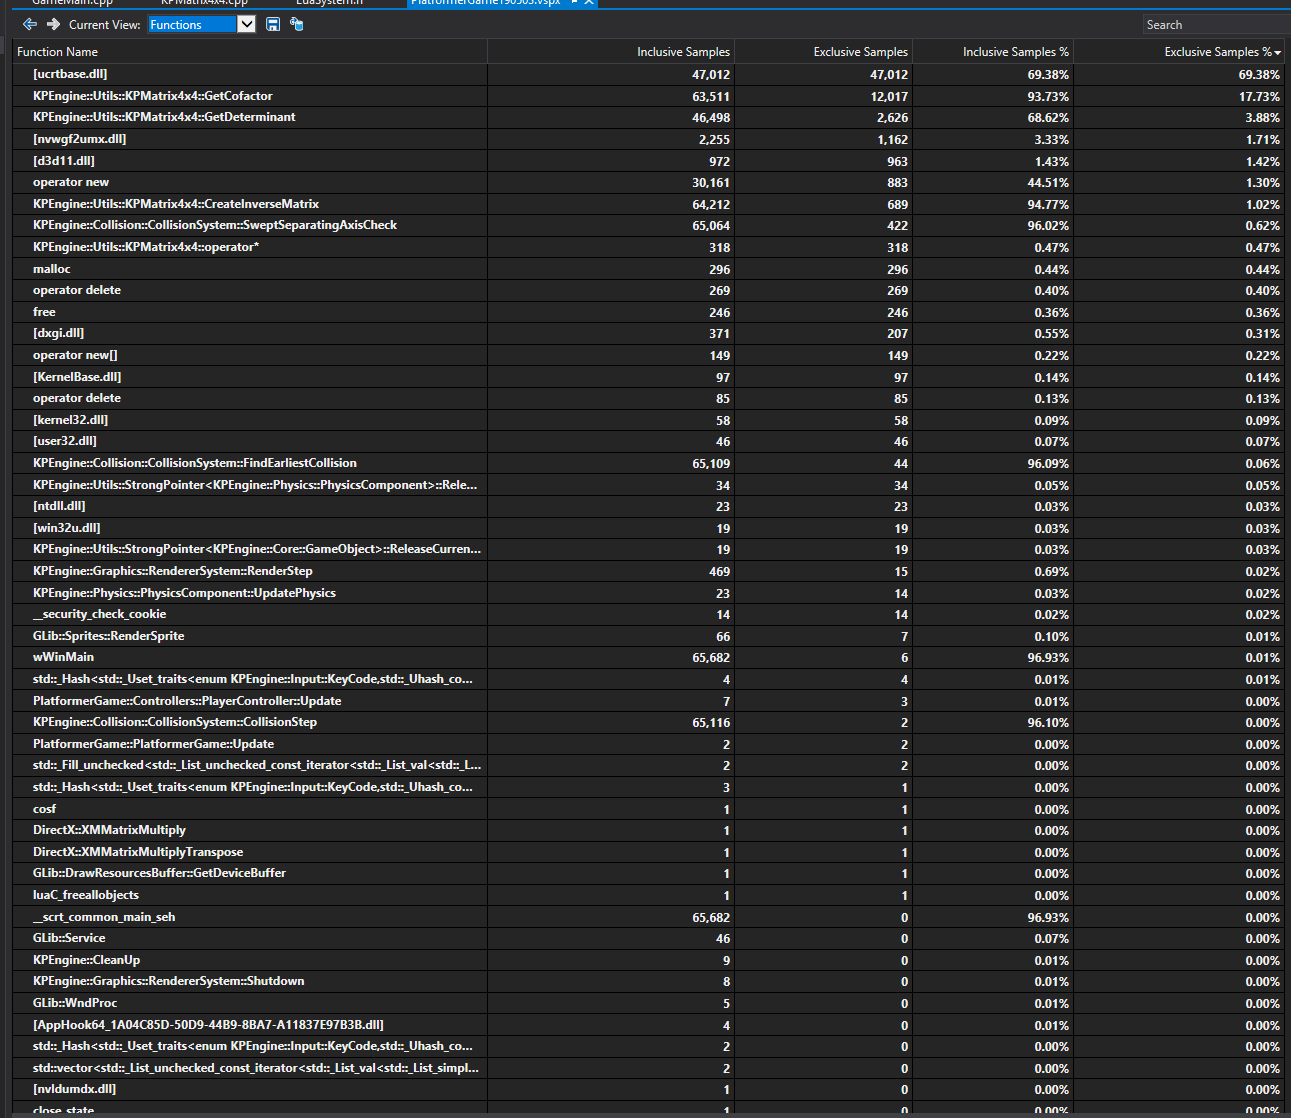 GameMain.cpp KPMatrix4x4.cpp LuaSystem.h PlatformerGame190503.vspx
Current View: Functions Search
Function Name Inclusive Samples Exclusive Samples Inclusive Samples % Exclusive Samples %
[ucrtbase.dll] 47,012 47,012 69.38% 69.38%
KPEngine::Utils::KPMatrix4x4::GetCofactor 63,511 12,017 93.73% 17.73%
KPEngine::Utils::KPMatrix4x4::GetDeterminant 46,498 2,626 68.62% 3.88%
[nvwgf2umx.dll] 2,255 1,162 3.33% 1.71%
[d3d11.dll] 972 963 1.43% 1.42%
operator new 30,161 883 44.51% 1.30%
KPEngine::Utils::KPMatrix4x4::CreateInverseMatrix 64,212 689 94.77% 1.02%
KPEngine::Collision::CollisionSystem::SweptSeparatingAxisCheck 65,064 422 96.02% 0.62%
KPEngine::Utils::KPMatrix4x4::operator* 318 318 0.47% 0.47%
malloc 296 296 0.44% 0.44%
operator delete 269 269 0.40% 0.40%
free 246 246 0.36% 0.36%
[dxgi.dll] 371 207 0.55% 0.31%
operator new[] 149 149 0.22% 0.22%
[KernelBase.dll] 97 97 0.14% 0.14%
operator delete 85 85 0.13% 0.13%
[kernel32.dll] 58 58 0.09% 0.09%
[user32.dll] 46 46 0.07% 0.07%
KPEngine::Collision::CollisionSystem::FindEarliestCollision 65,109 44 96.09% 0.06%
KPEngine::Utils::StrongPointer<KPEngine::Physics::PhysicsComponent>::Rele... 34 34 0.05% 0.05%
[ntdll.dll] 23 23 0.03% 0.03%
[win32u.dll] 19 19 0.03% 0.03%
KPEngine::Utils::StrongPointer<KPEngine::Core::GameObject>::ReleaseCurren... 19 19 0.03% 0.03%
KPEngine::Graphics::RendererSystem::RenderStep 469 15 0.69% 0.02%
KPEngine::Physics::PhysicsComponent::UpdatePhysics 23 14 0.03% 0.02%
__security_check_cookie 14 14 0.02% 0.02%
GLib::Sprites::RenderSprite 66 7 0.10% 0.01%
wWinMain 65,682 6 96.93% 0.01%
std::_Hash<std::_Uset_traits<enum KPEngine::Input::KeyCode,std::_Uhash_co... 4 4 0.01% 0.01%
PlatformerGame::Controllers::PlayerController::Update 7 3 0.01% 0.00%
KPEngine::Collision::CollisionSystem::CollisionStep 65,116 2 96.10% 0.00%
PlatformerGame::PlatformerGame::Update 2 2 0.00% 0.00%
std::_Fill_unchecked<std::_List_unchecked_const_iterator<std::_List_val<std::_L... 2 2 0.00% 0.00%
std::_Hash<std::_Uset_traits<enum KPEngine::Input::KeyCode,std::_Uhash_co... 3 1 0.00% 0.00%
cosf 1 1 0.00% 0.00%
DirectX::XMMatrixMultiply 1 1 0.00% 0.00%
DirectX::XMMatrixMultiplyTranspose 1 1 0.00% 0.00%
GLib::DrawResourcesBuffer::GetDeviceBuffer 1 1 0.00% 0.00%
luaC_freeallobjects 1 1 0.00% 0.00%
__scrt_common_main_seh 65,682 0 96.93% 0.00%
GLib::Service 46 0 0.07% 0.00%
KPEngine::CleanUp 9 0 0.01% 0.00%
KPEngine::Graphics::RendererSystem::Shutdown 8 0 0.01% 0.00%
GLib::WndProc 5 0 0.01% 0.00%
[AppHook64_1A04C85D-50D9-44B9-8BA7-A11837E97B3B.dll] 4 0 0.01% 0.00%
std::_Hash<std::_Uset_traits<enum KPEngine::Input::KeyCode,std::_Uhash_co... 2 0 0.00% 0.00%
std::vector<std::_List_unchecked_const_iterator<std::_List_val<std::_List_simpl... 2 0 0.00% 0.00%
[nvldumdx.dll] 1 0 0.00% 0.00%
close_state 1 0 0.00% 0.00%